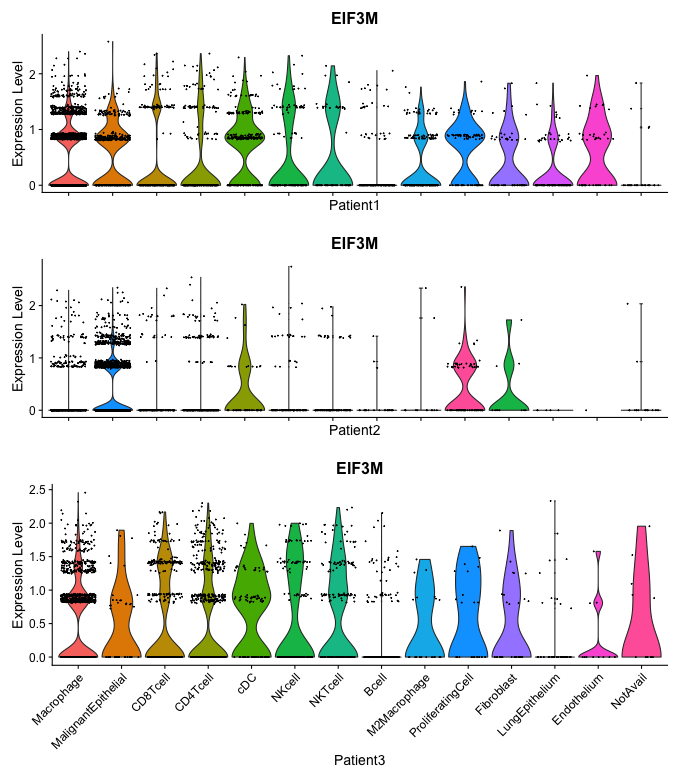 EIF3M
Expression Level
2
1
0
Patient1
EIF3M
Expression Level
2
1
0
Patient2
EIF3M
Expression Level
2.5
2.0
1.5
1.0
0.5
0.0
Macrophage
MalignantEpithelial
CD8Tcell
CD4Tcell
cDC
NKcell
NKTcell
Bcell
M2Macrophage
ProliferatingCell
Fibroblast
LungEpithelium
Endothelium
NotAvail
Patient3